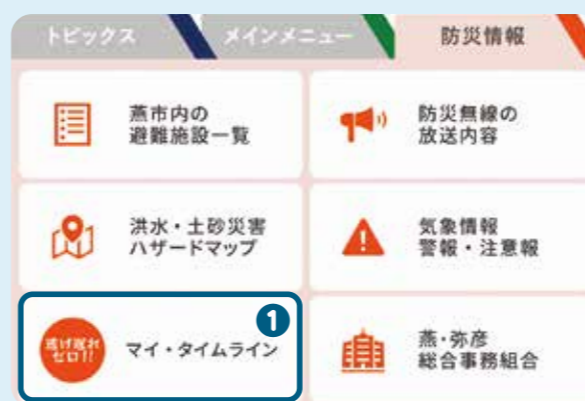 トピックス
メインメニュー
防災情報
燕市内の
避難施設一覧
防災無線の
放送内容
洪水・土砂災害
ハザードマップ
気象情報
警報・注意報
逃げ遅れ
ゼロ!!
マイ・タイムライン
1
燕・弥彦
総合事務組合